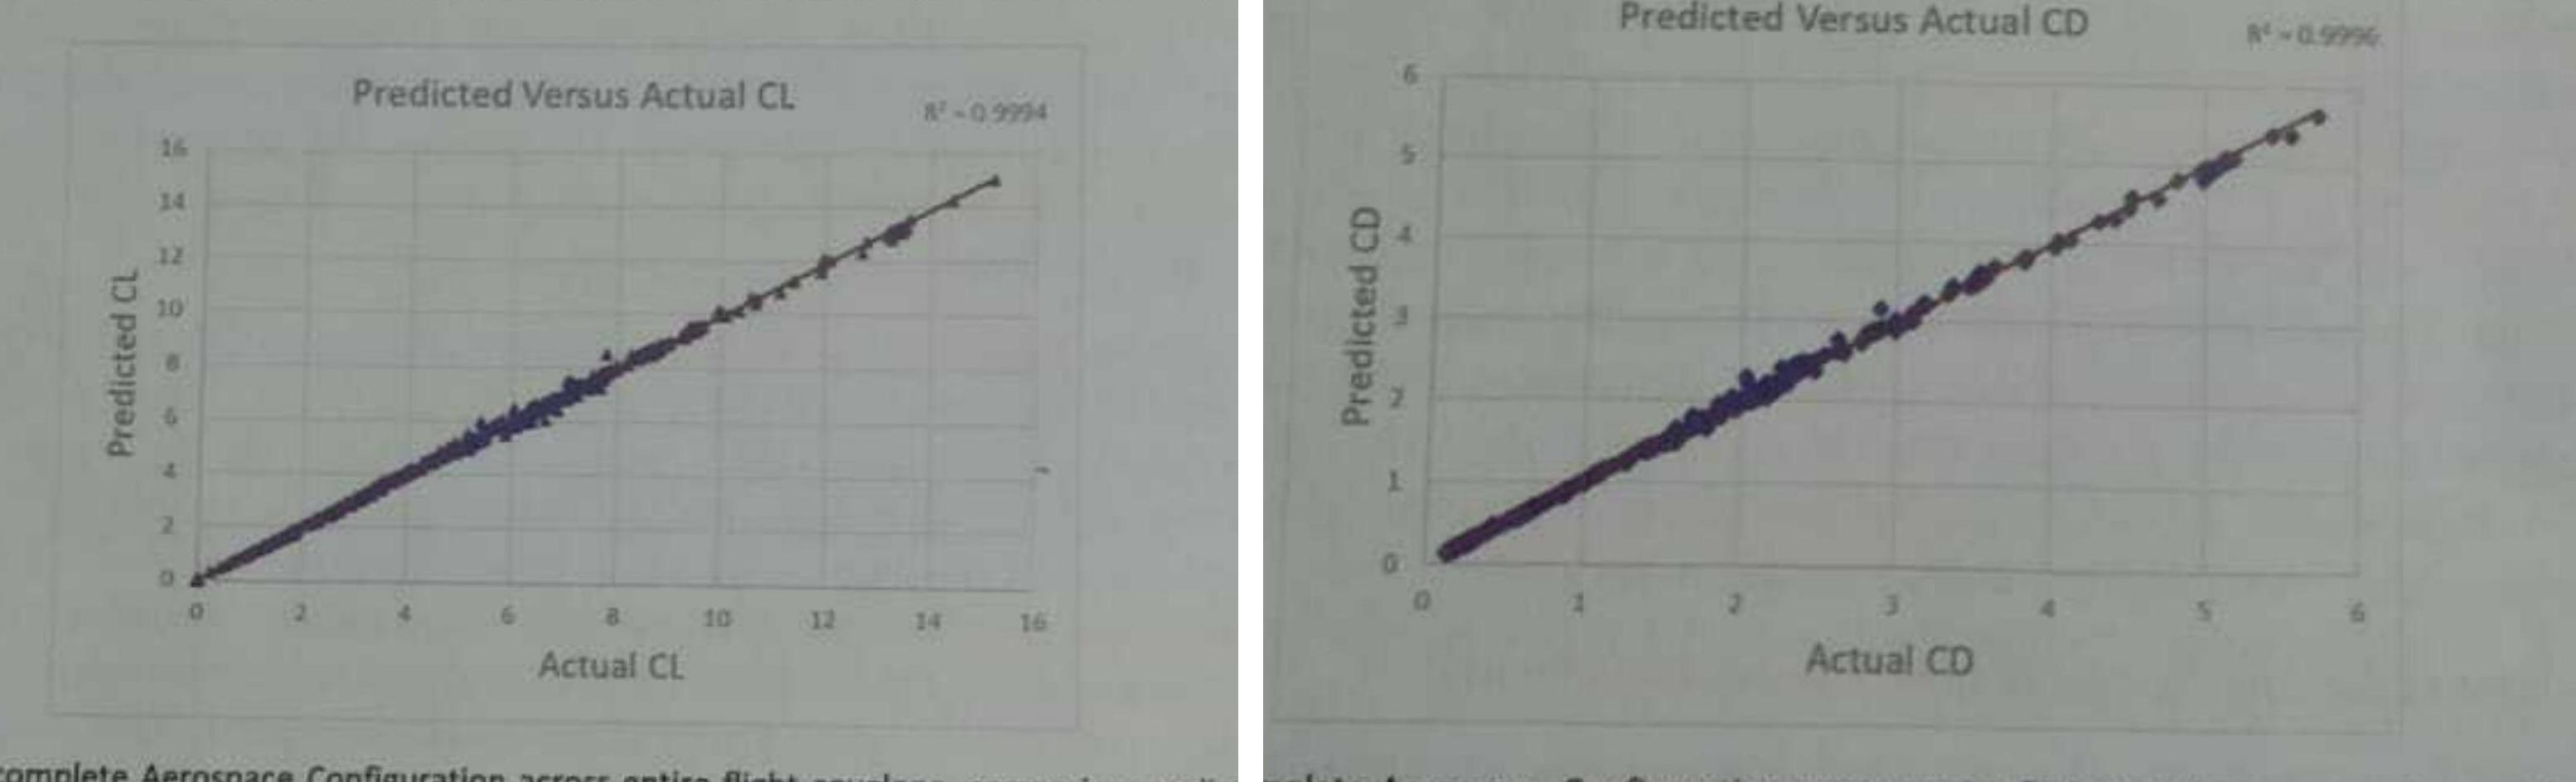 Predicted Versus Actual CL
R² = 0.9994
16
14
12
10
8
6
4
2
0
Predicted CL
0 2 4 6 8 10 12 14 16
Actual CL
complete Aerospace Configuration across entire flight envelope
Predicted Versus Actual CD
R² = 0.9996
6
5
4
3
2
1
0
Predicted CD
0 1 2 3 4 5 6
Actual CD
Configuration